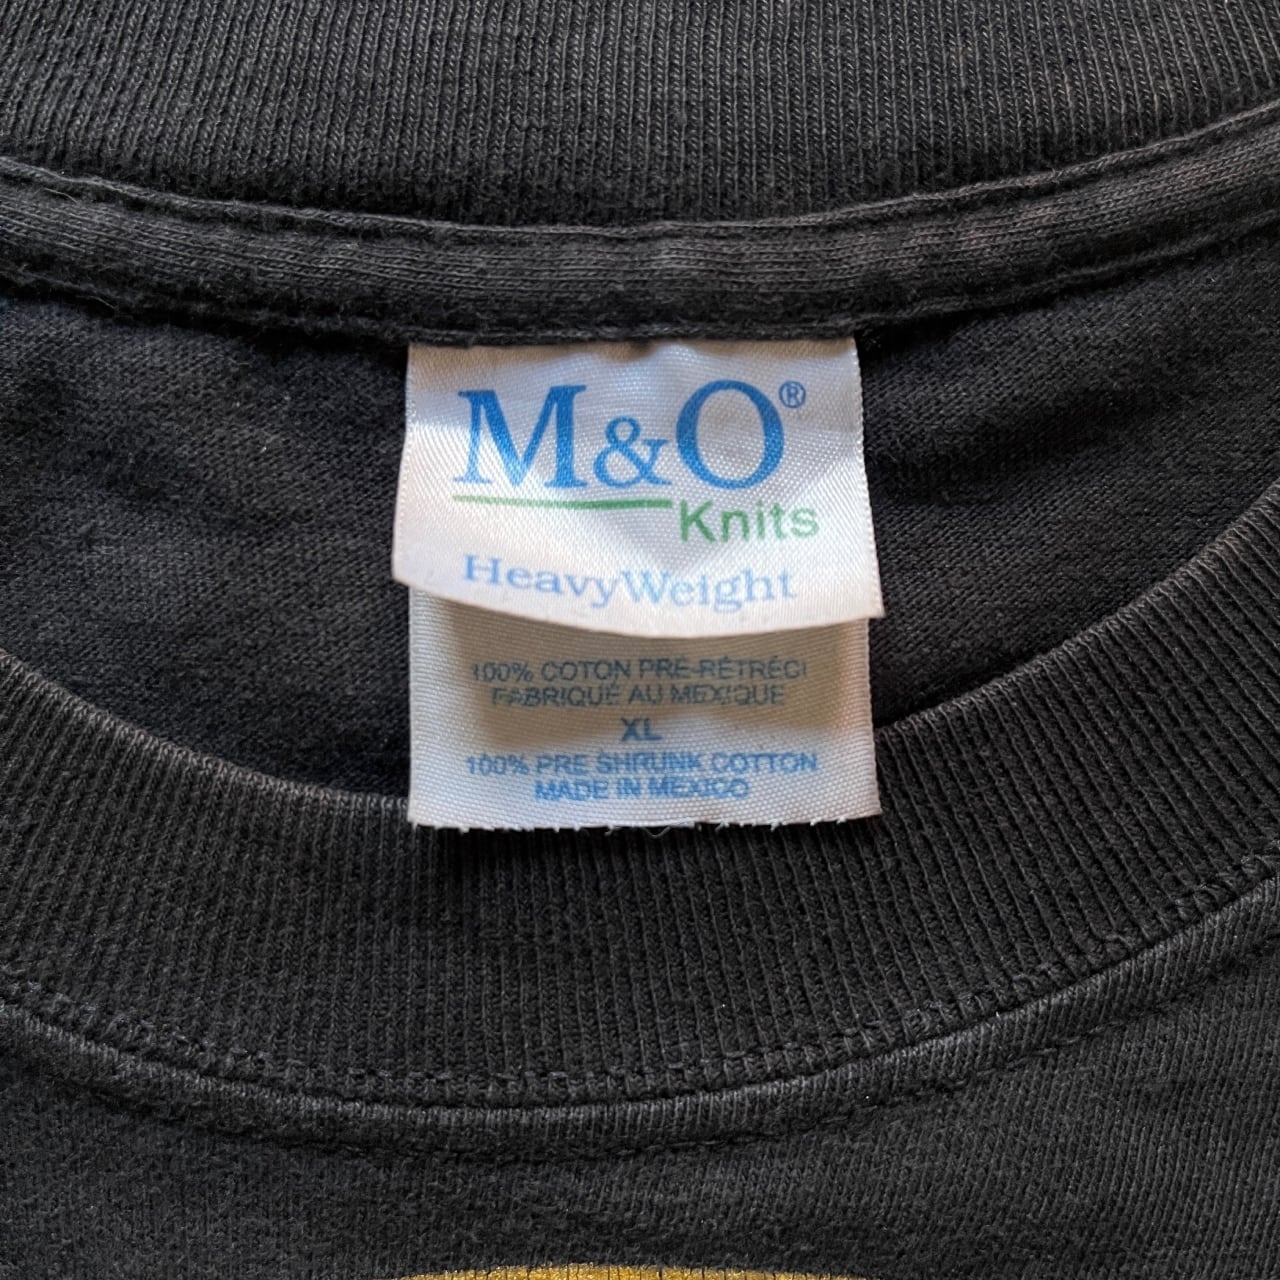 M&O®
Knits
HeavyWeight
100% COTON PRÉ-RÉTRÉCI
FABRIQUÉ AU MEXIQUE
XL
100% PRE SHRUNK COTTON
MADE IN MEXICO